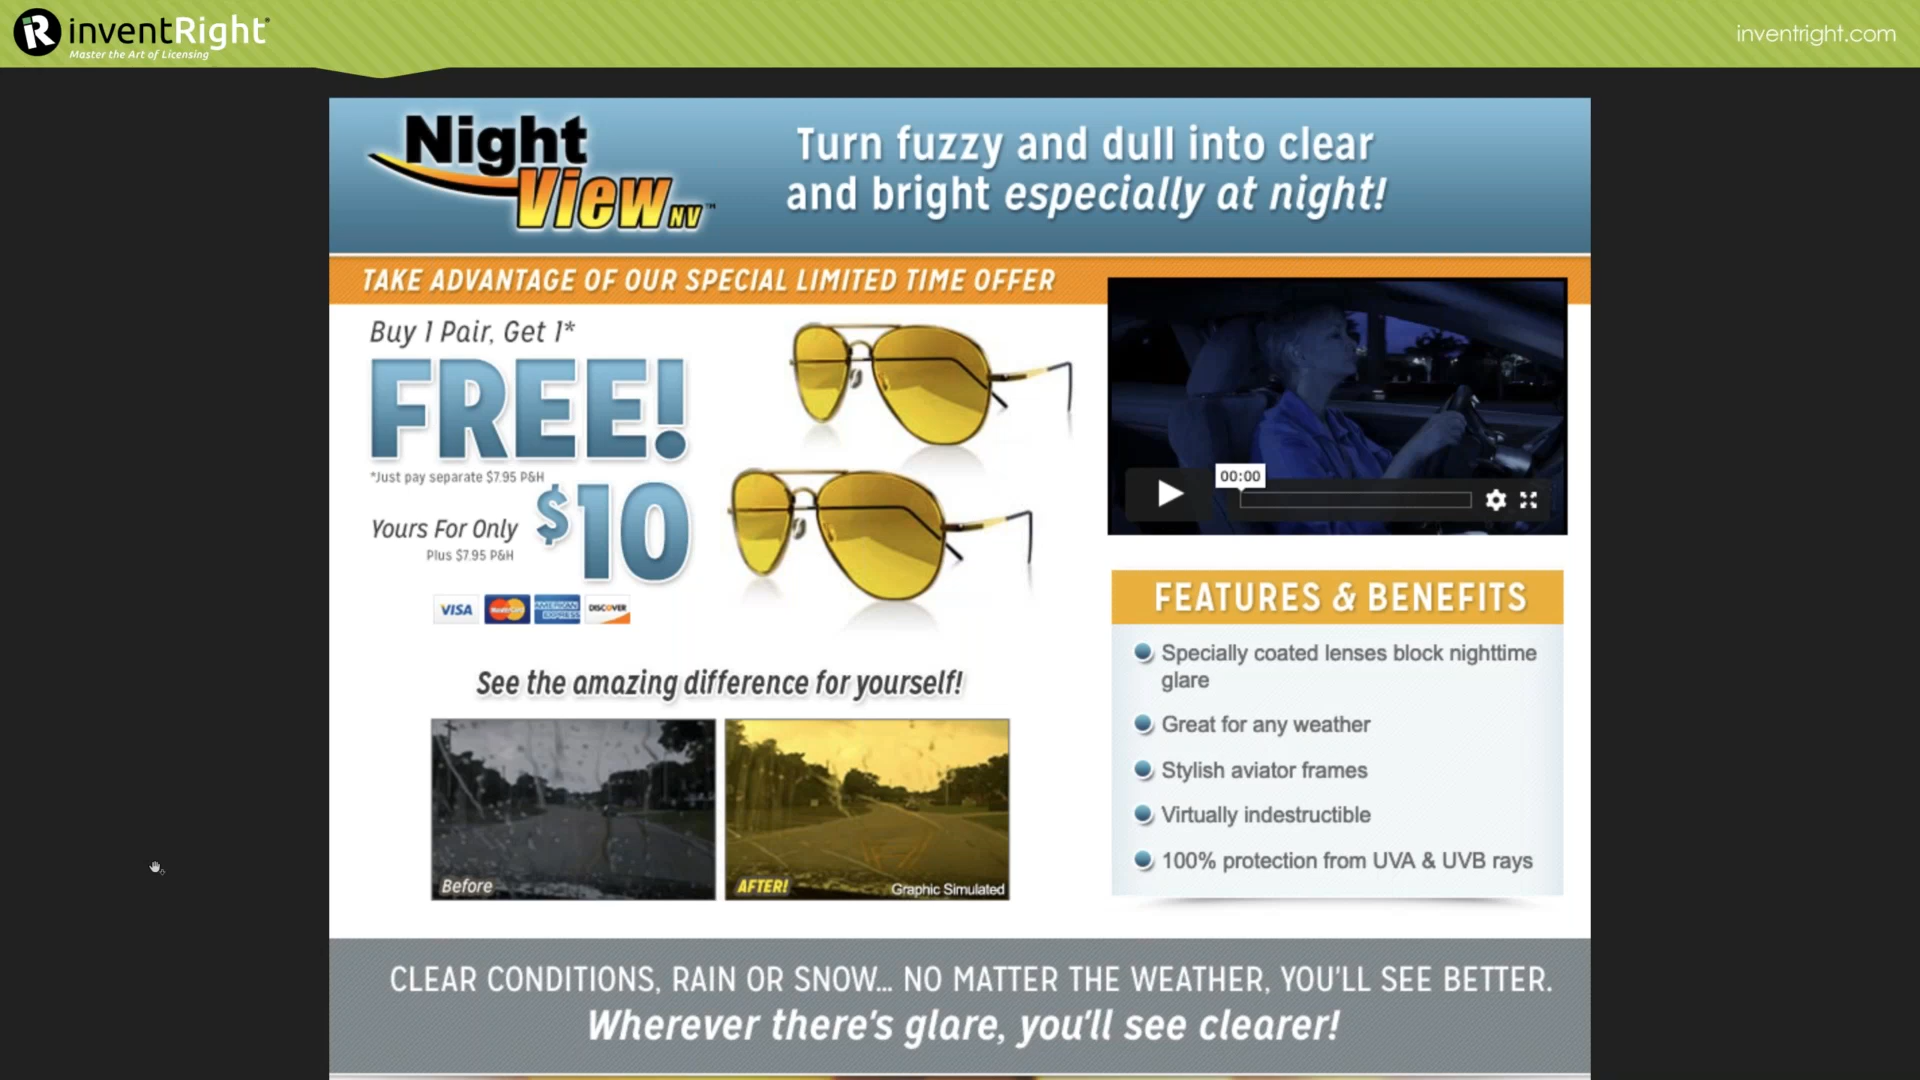 inventRight
Master the Art of Licensing
inventright.com
Night
View NV™
Turn fuzzy and dull into clear
and bright especially at night!
TAKE ADVANTAGE OF OUR SPECIAL LIMITED TIME OFFER
Buy 1 Pair, Get 1*
FREE!
*Just pay separate $7.95 P&H
Yours For Only $10
Plus $7.95 P&H
VISA MasterCard AMERICAN EXPRESS DISCOVER
00:00
See the amazing difference for yourself!
Before
AFTER!
Graphic Simulated
FEATURES & BENEFITS
Specially coated lenses block nighttime
glare
Great for any weather
Stylish aviator frames
Virtually indestructible
100% protection from UVA & UVB rays
CLEAR CONDITIONS, RAIN OR SNOW... NO MATTER THE WEATHER, YOU'LL SEE BETTER.
Wherever there's glare, you'll see clearer!